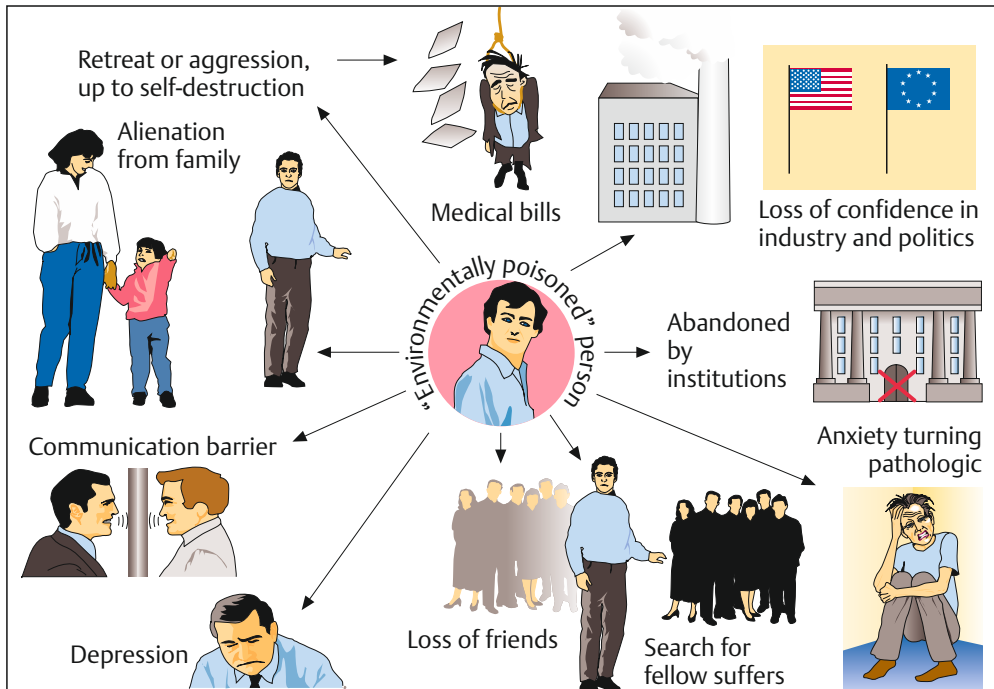 Retreat or aggression,
up to self-destruction
Medical bills
Loss of confidence in
industry and politics
Alienation
from family
“Environmentally poisoned” person
Abandoned
by
institutions
Communication barrier
Anxiety turning
pathologic
Depression
Loss of friends
Search for
fellow suffers